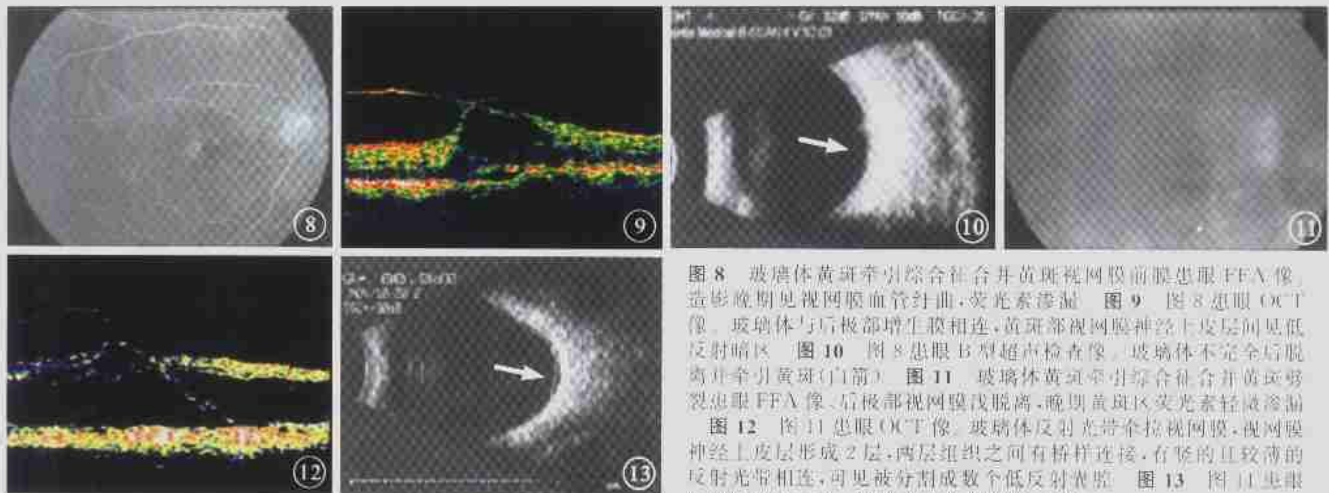 ⑧
⑨
⑩
⑪
⑫
⑬
图 8 玻璃体黄斑牵引综合征合并黄斑视网膜前膜患眼 FFA 像。
造影晚期见视网膜血管纡曲,荧光素渗漏 图 9 图 8 患眼 OCT
像。玻璃体与后极部增生膜相连,黄斑部视网膜神经上皮层间见低
反射暗区 图 10 图 8 患眼 B 型超声检查像。玻璃体不完全后脱
离并牵引黄斑(白箭) 图 11 玻璃体黄斑牵引综合征合并黄斑劈
裂患眼 FFA 像。后极部视网膜浅脱离,晚期黄斑区荧光素轻微渗漏
图 12 图 11 患眼 OCT 像。玻璃体反射光带牵拉视网膜,视网膜
神经上皮层形成 2 层,两层组织之间有桥样连接,有竖的且较薄的
反射光带相连,可见被分割成数个低反射囊腔 图 13 图 11 患眼